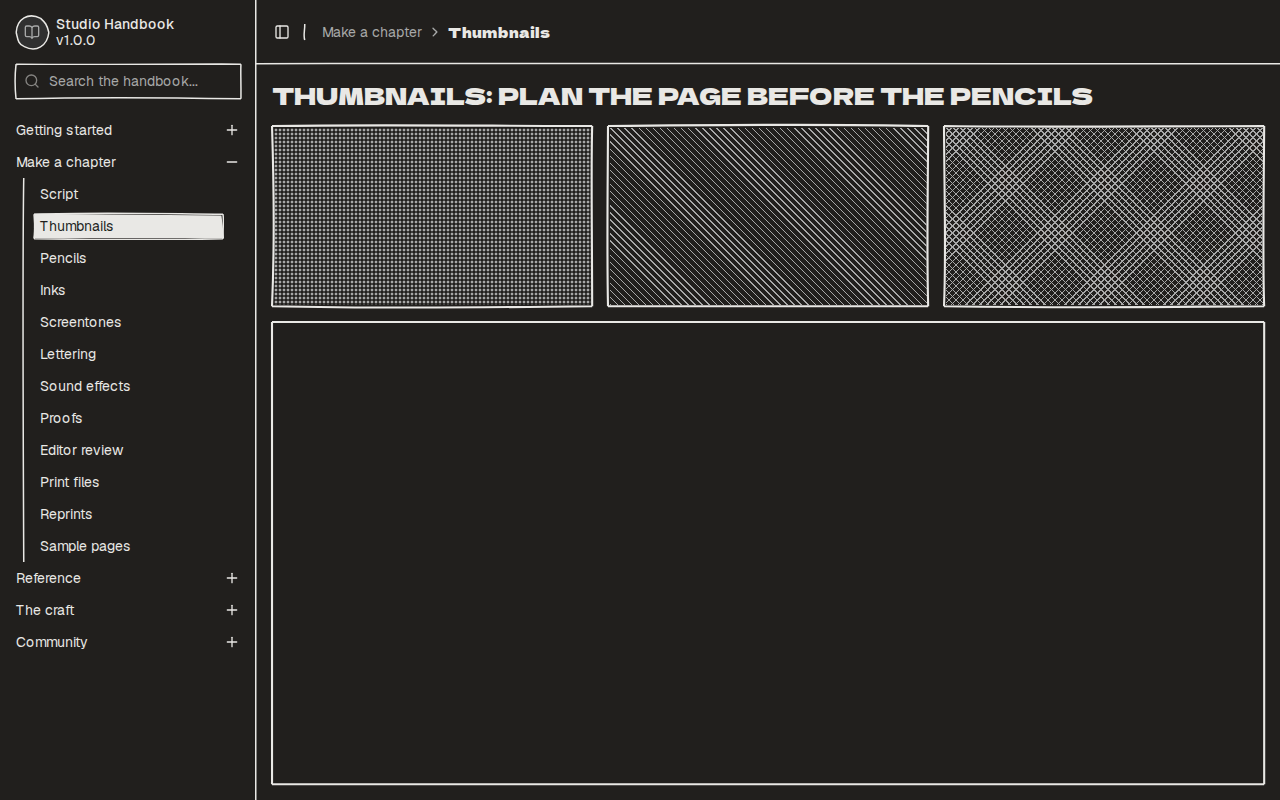 Studio Handbook
v1.0.0
Search the handbook...
Getting started
Make a chapter
Script
Thumbnails
Pencils
Inks
Screentones
Lettering
Sound effects
Proofs
Editor review
Print files
Reprints
Sample pages
Reference
The craft
Community
Make a chapter > Thumbnails
THUMBNAILS: PLAN THE PAGE BEFORE THE PENCILS